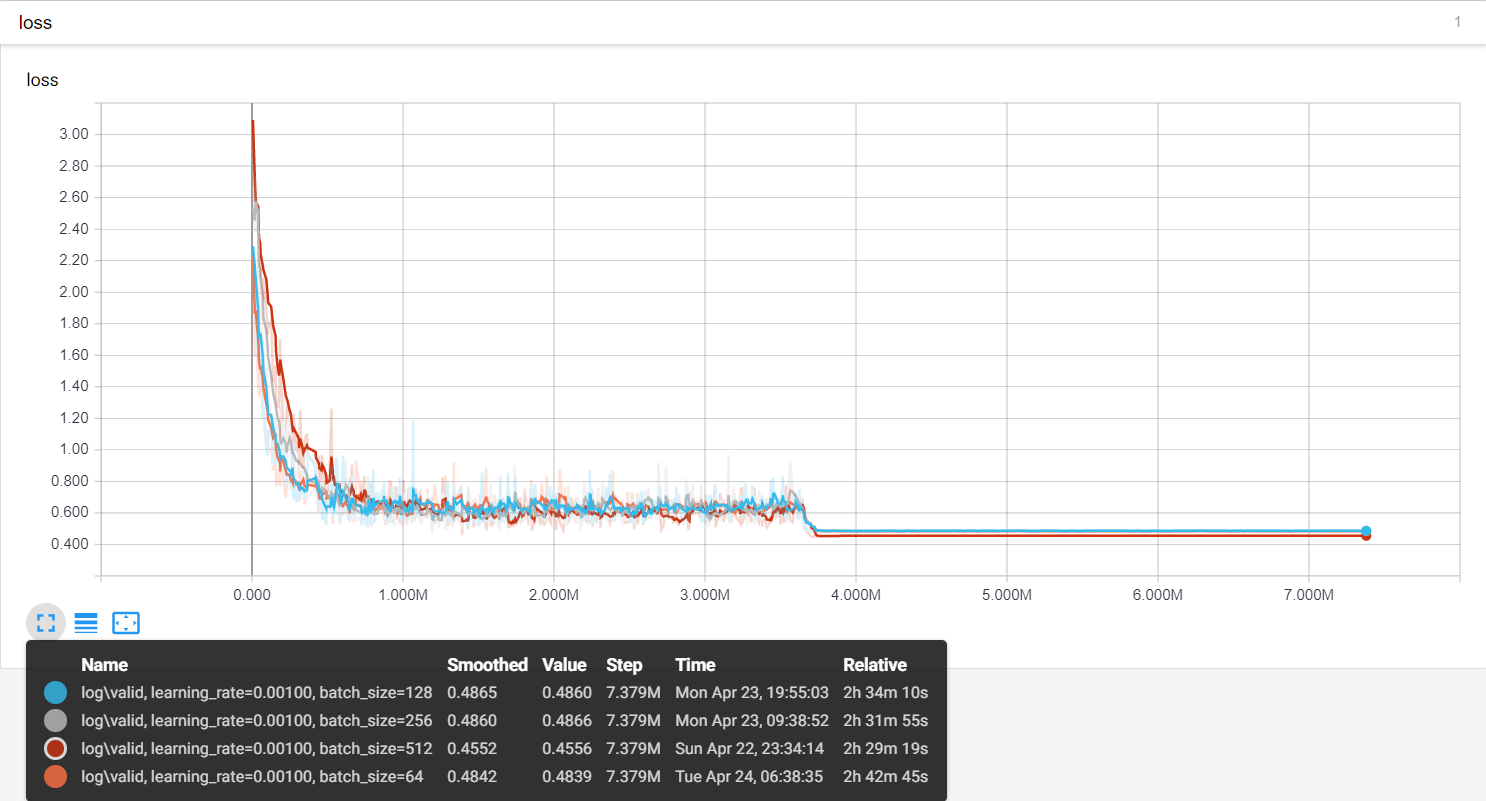 loss 1
loss
3.00
2.80
2.60
2.40
2.20
2.00
1.80
1.60
1.40
1.20
1.00
0.800
0.600
0.400
0.000 1.000M 2.000M 3.000M 4.000M 5.000M 6.000M 7.000M
Name Smoothed Value Step Time Relative
log\valid, learning_rate=0.00100, batch_size=128 0.4865 0.4860 7.379M Mon Apr 23, 19:55:03 2h 34m 10s
log\valid, learning_rate=0.00100, batch_size=256 0.4860 0.4866 7.379M Mon Apr 23, 09:38:52 2h 31m 55s
log\valid, learning_rate=0.00100, batch_size=512 0.4552 0.4556 7.379M Sun Apr 22, 23:34:14 2h 29m 19s
log\valid, learning_rate=0.00100, batch_size=64 0.4842 0.4839 7.379M Tue Apr 24, 06:38:35 2h 42m 45s